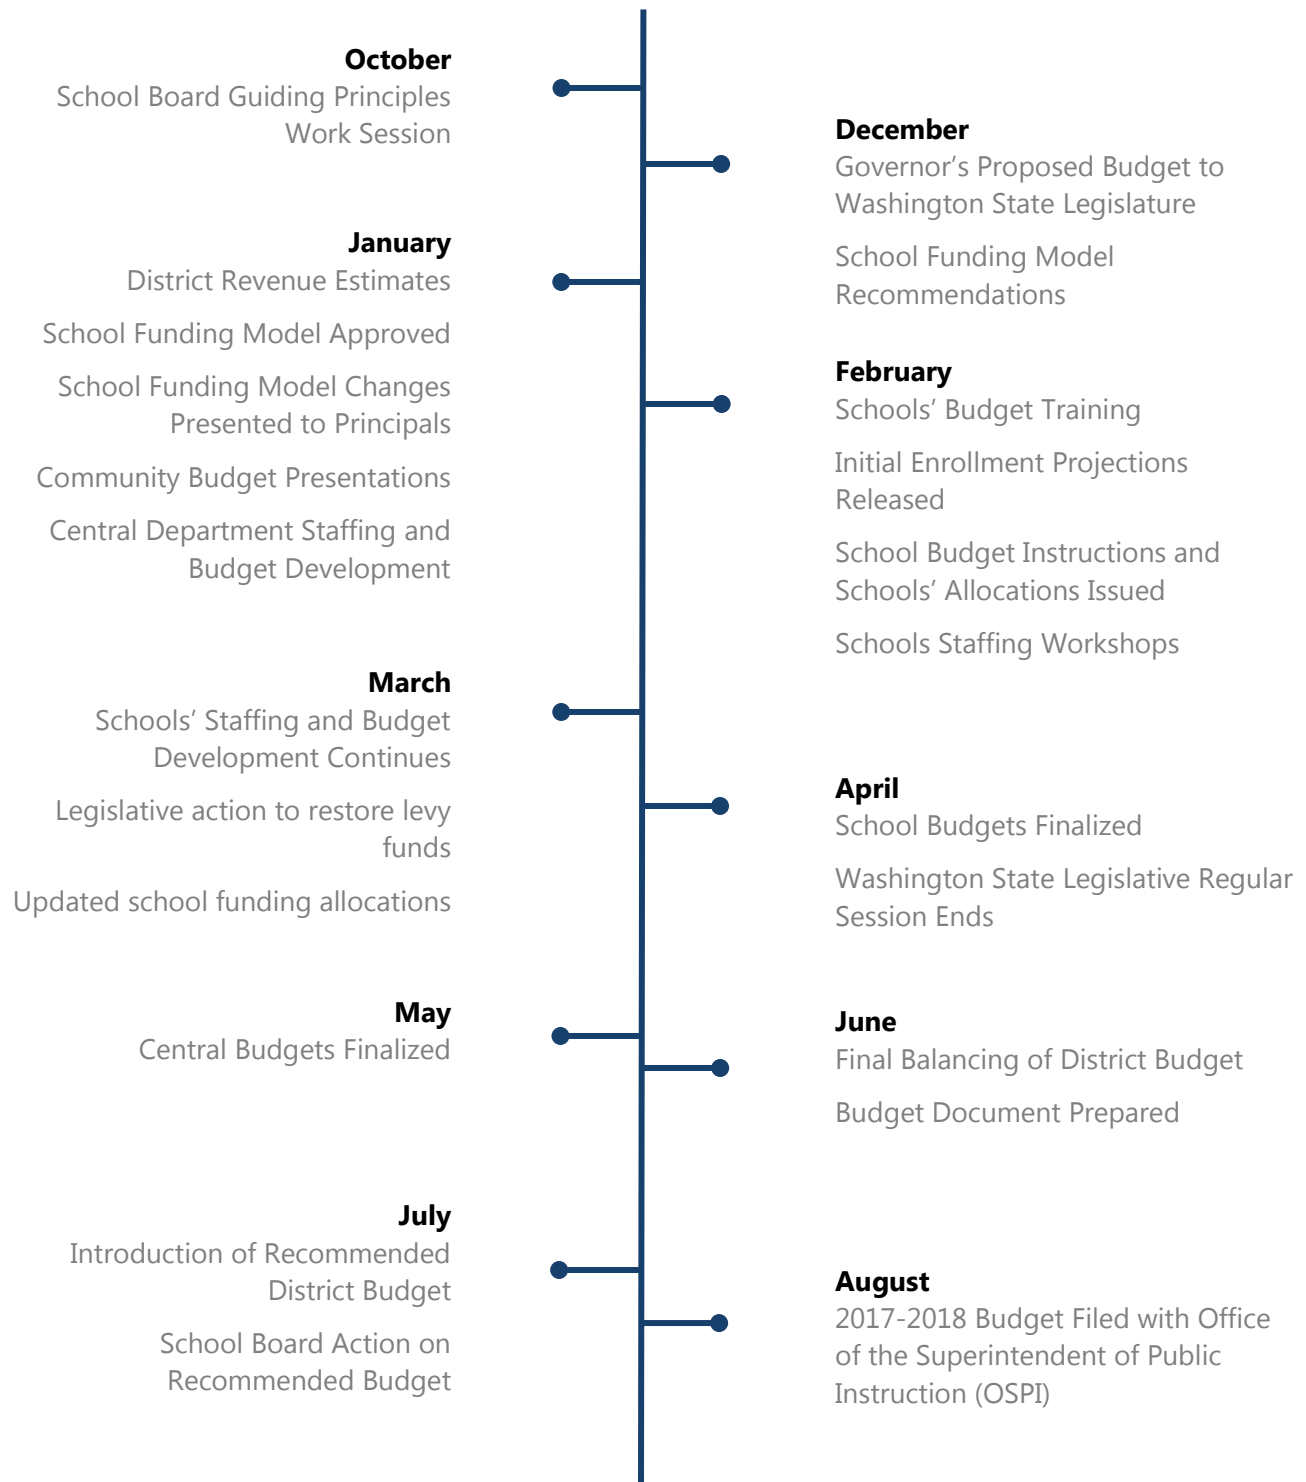 October
School Board Guiding Principles
Work Session
December
Governor’s Proposed Budget to
Washington State Legislature
School Funding Model
Recommendations
January
District Revenue Estimates
School Funding Model Approved
School Funding Model Changes
Presented to Principals
Community Budget Presentations
Central Department Staffing and
Budget Development
February
Schools’ Budget Training
Initial Enrollment Projections
Released
School Budget Instructions and
Schools’ Allocations Issued
Schools Staffing Workshops
March
Schools’ Staffing and Budget
Development Continues
Legislative action to restore levy
funds
Updated school funding allocations
April
School Budgets Finalized
Washington State Legislative Regular
Session Ends
May
Central Budgets Finalized
June
Final Balancing of District Budget
Budget Document Prepared
July
Introduction of Recommended
District Budget
School Board Action on
Recommended Budget
August
2017-2018 Budget Filed with Office
of the Superintendent of Public
Instruction (OSPI)